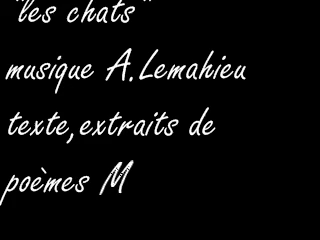 "les chats"
musique A.Lemahieu
texte,extraits de
poèmes M